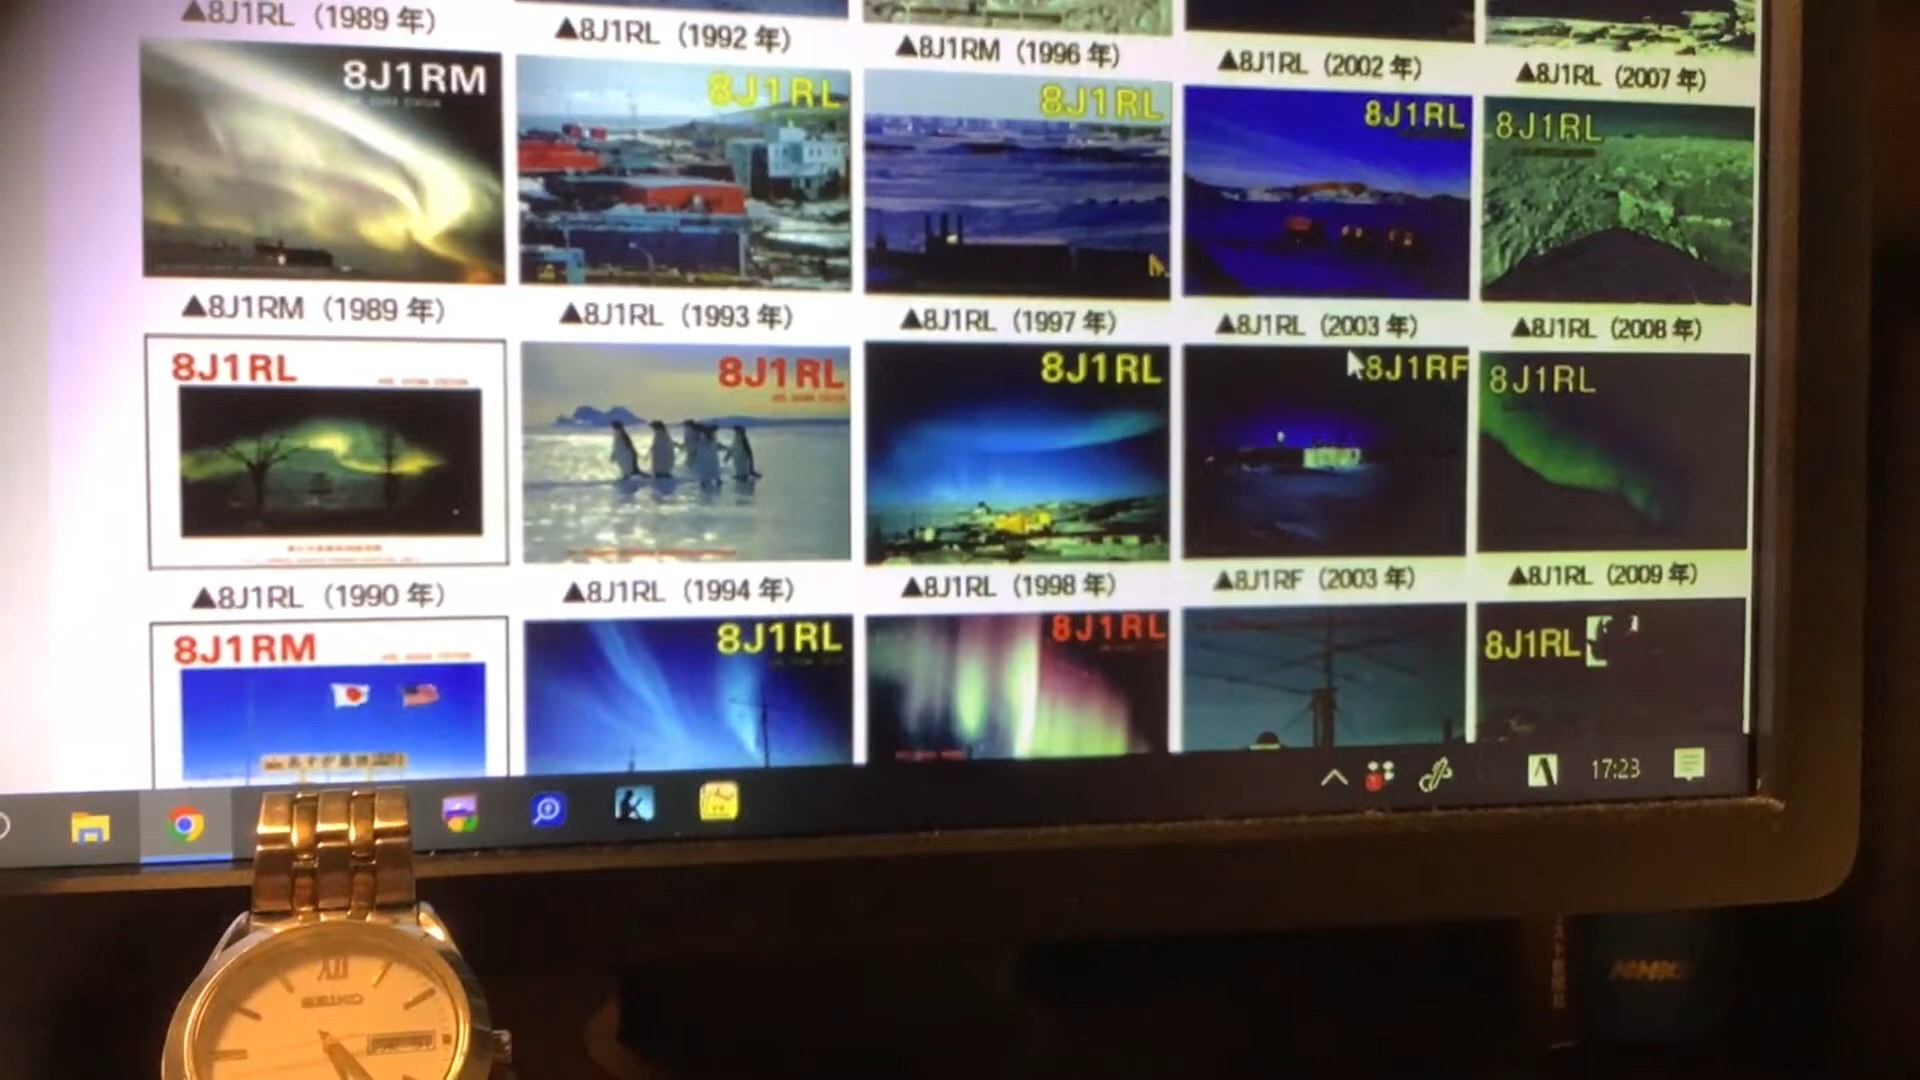 ▲8J1RL（1989 年）
▲8J1RL（1992 年）
▲8J1RM（1996 年）
▲8J1RL（2002 年）
▲8J1RL（2007 年）
8J1RM
8J1RL
8J1RL
8J1RL
8J1RL
▲8J1RM（1989 年）
▲8J1RL（1993 年）
▲8J1RL（1997 年）
▲8J1RL（2003 年）
▲8J1RL（2008 年）
8J1RL
8J1RL
8J1RL
8J1RF
8J1RL
▲8J1RL（1990 年）
▲8J1RL（1994 年）
▲8J1RL（1998 年）
▲8J1RF（2003 年）
▲8J1RL（2009 年）
8J1RM
8J1RL
8J1RL
8J1RL
A
17:23
XII
SEIKO